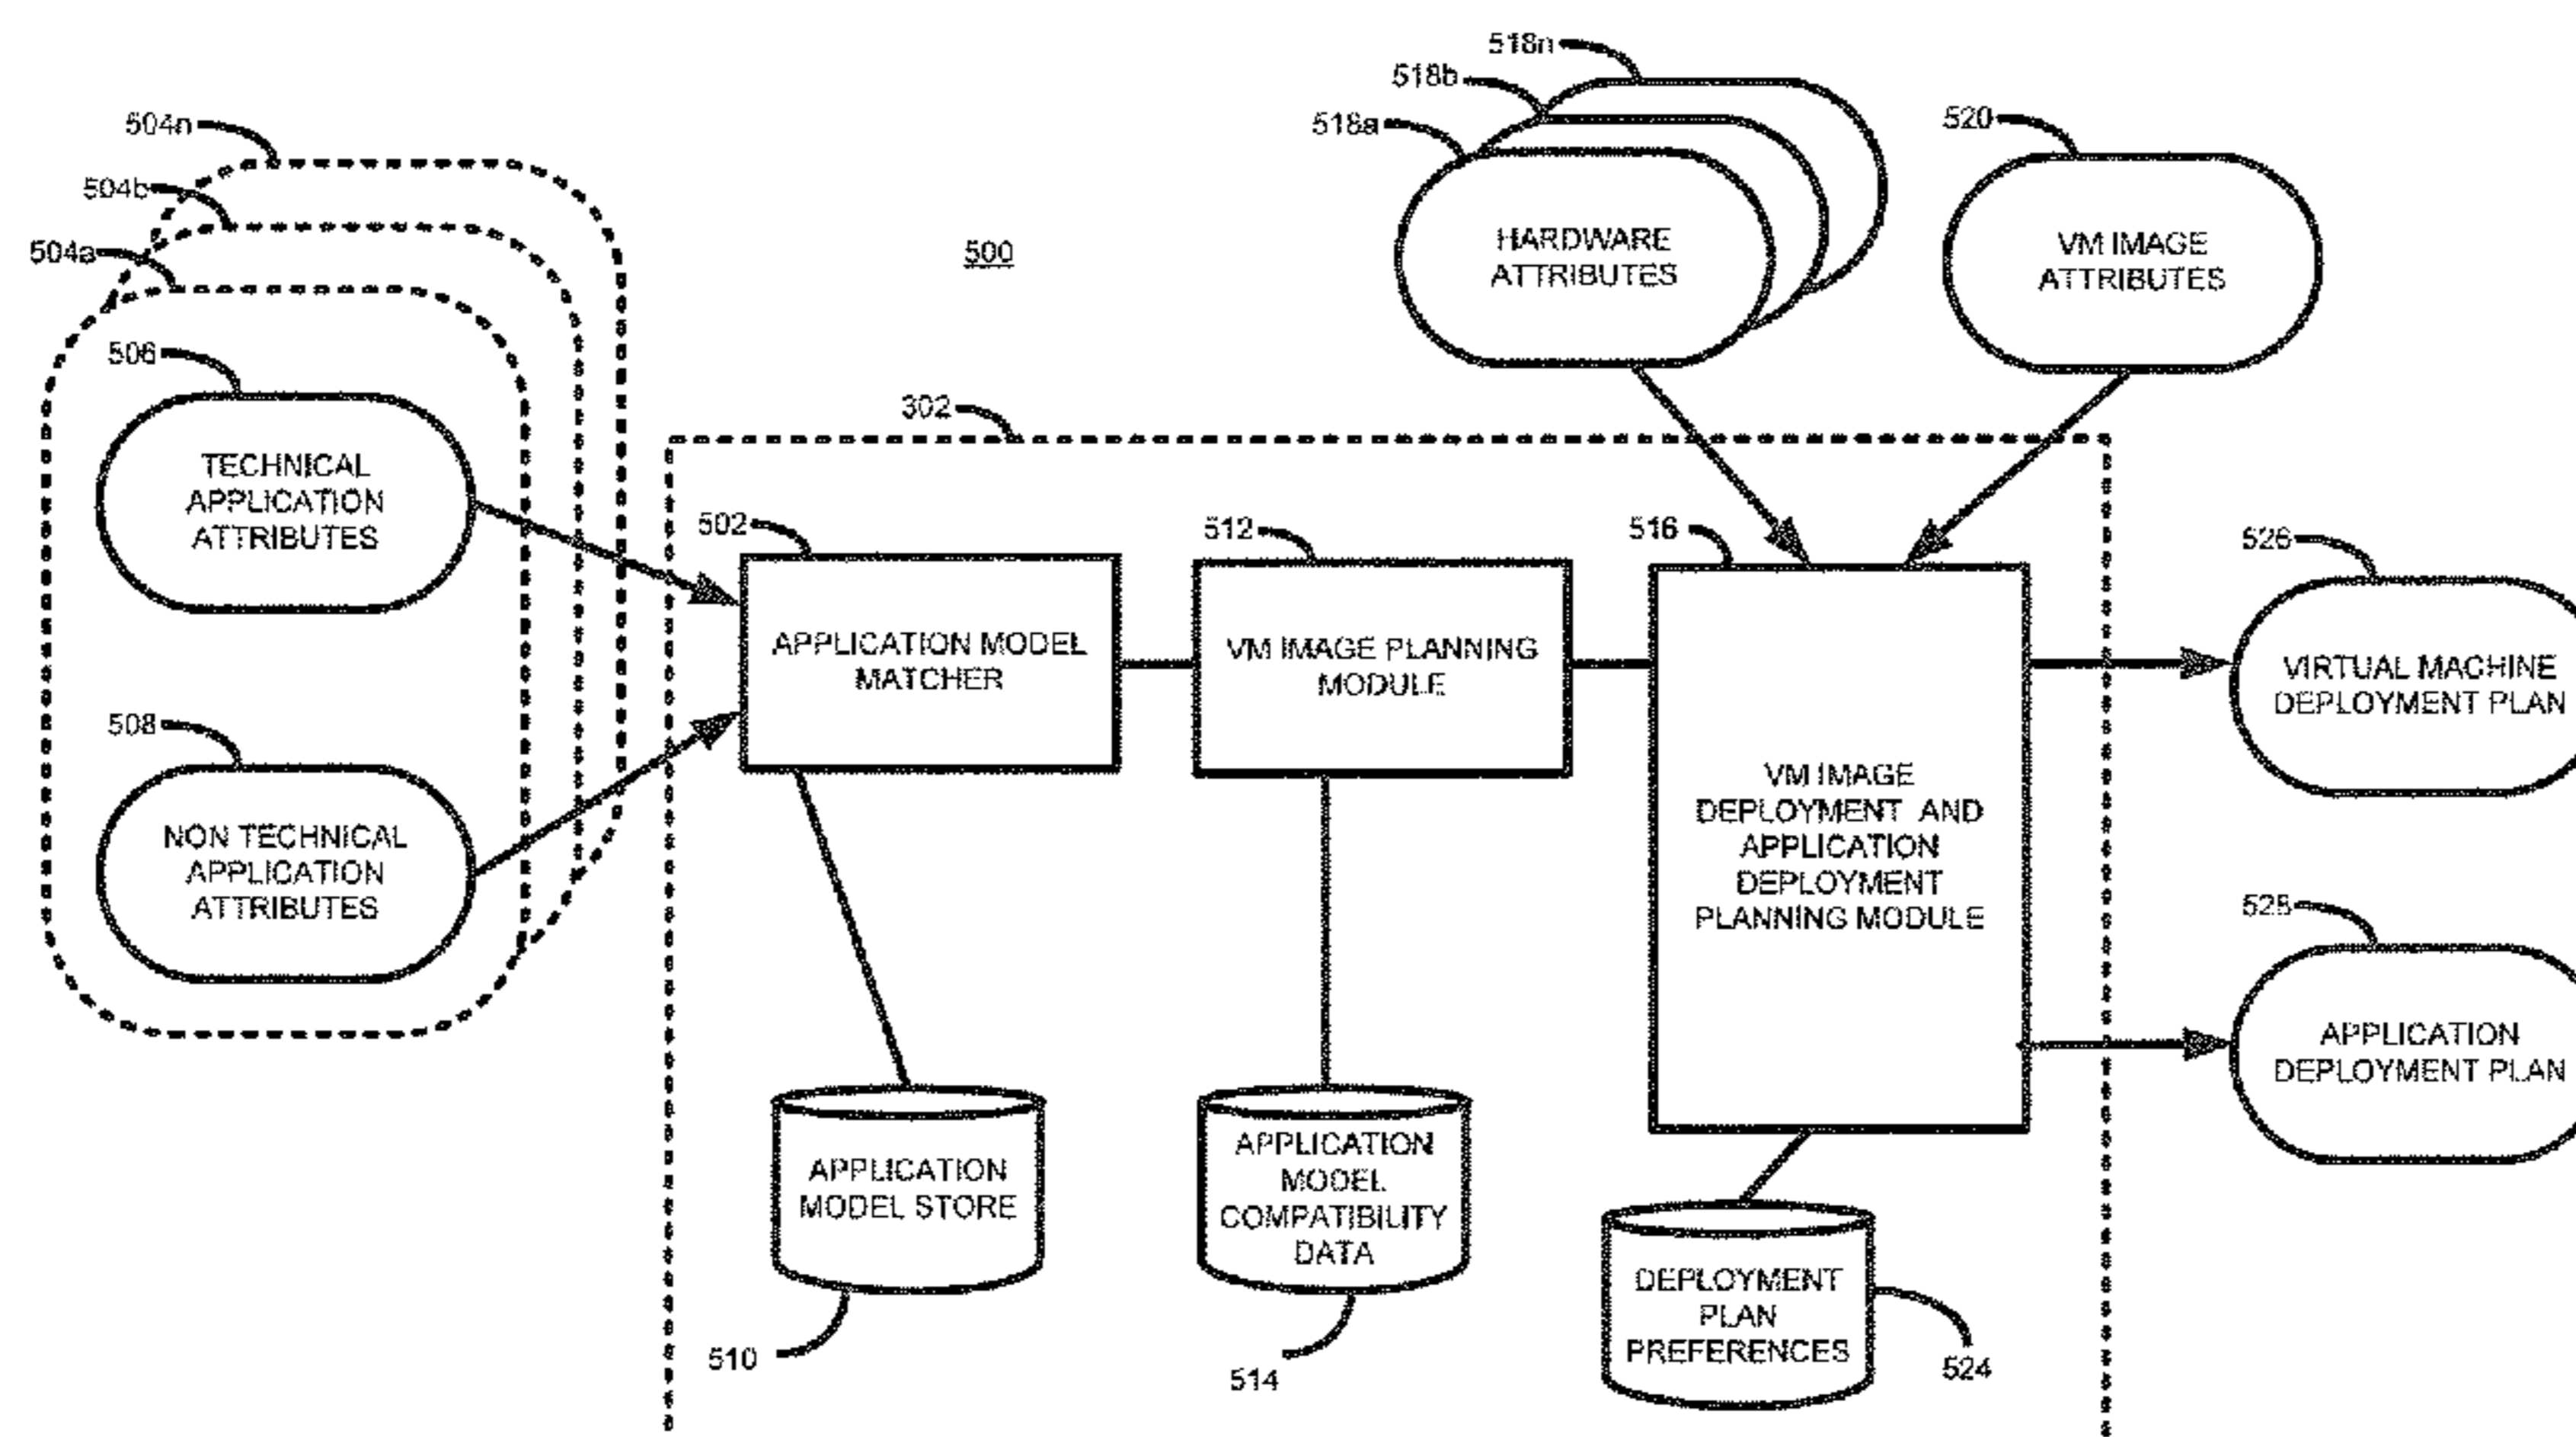 518n
518b
518a
520
504n
504b
504a
500
HARDWARE
ATTRIBUTES
VM IMAGE
ATTRIBUTES
506
302
TECHNICAL
APPLICATION
ATTRIBUTES
502
512
516
526
APPLICATION MODEL
MATCHER
VM IMAGE PLANNING
MODULE
VIRTUAL MACHINE
DEPLOYMENT PLAN
508
NON TECHNICAL
APPLICATION
ATTRIBUTES
VM IMAGE
DEPLOYMENT AND
APPLICATION
DEPLOYMENT
PLANNING MODULE
528
APPLICATION
DEPLOYMENT PLAN
APPLICATION
MODEL STORE
APPLICATION
MODEL
COMPATIBILITY
DATA
DEPLOYMENT
PLAN
PREFERENCES
510
514
524